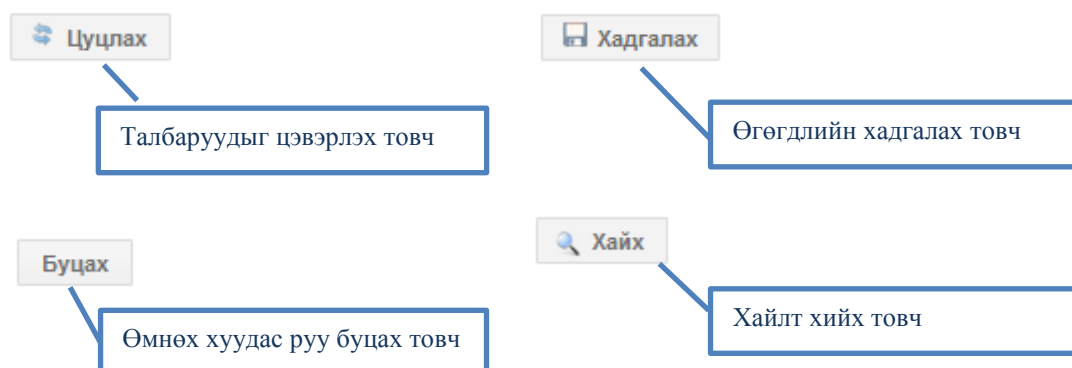 Цуцлах
Хадгалах
Талбаруудыг цэвэрлэх товч
Өгөгдлийн хадгалах товч
Буцах
Хайх
Өмнөх хуудас руу буцах товч
Хайлт хийх товч